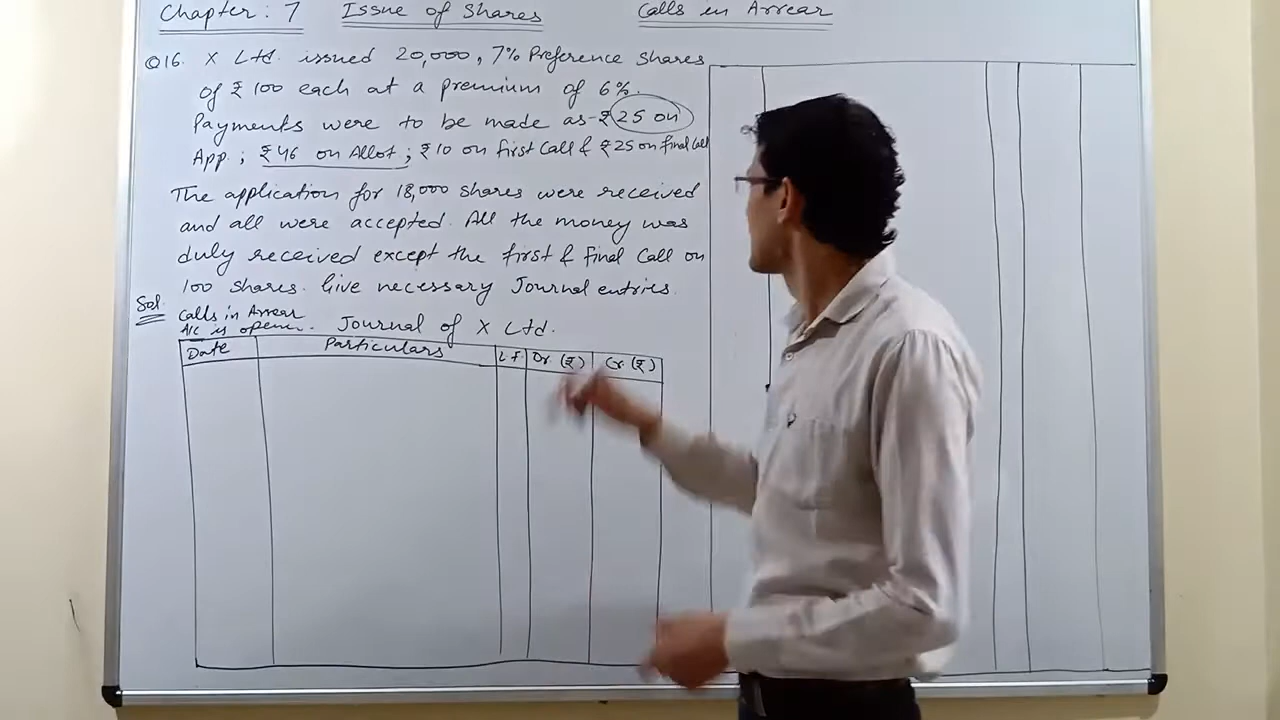 Chapter: 7 Issue of Shares Calls in Arrear
Q16. X Ltd. issued 20,000, 7% Preference Shares
of ₹ 100 each at a premium of 6%.
Payments were to be made as - ₹ 25 on
App; ₹ 46 on Allot; ₹ 10 on first Call & ₹ 25 on final Call
The application for 18,000 shares were received
and all were accepted. All the money was
duly received except the first & final Call on
100 shares. Give necessary Journal entries.
Sol. Calls in Arrear
A/c is open Journal of X Ltd.
Date Particulars L.F. Dr. (₹) Cr. (₹)